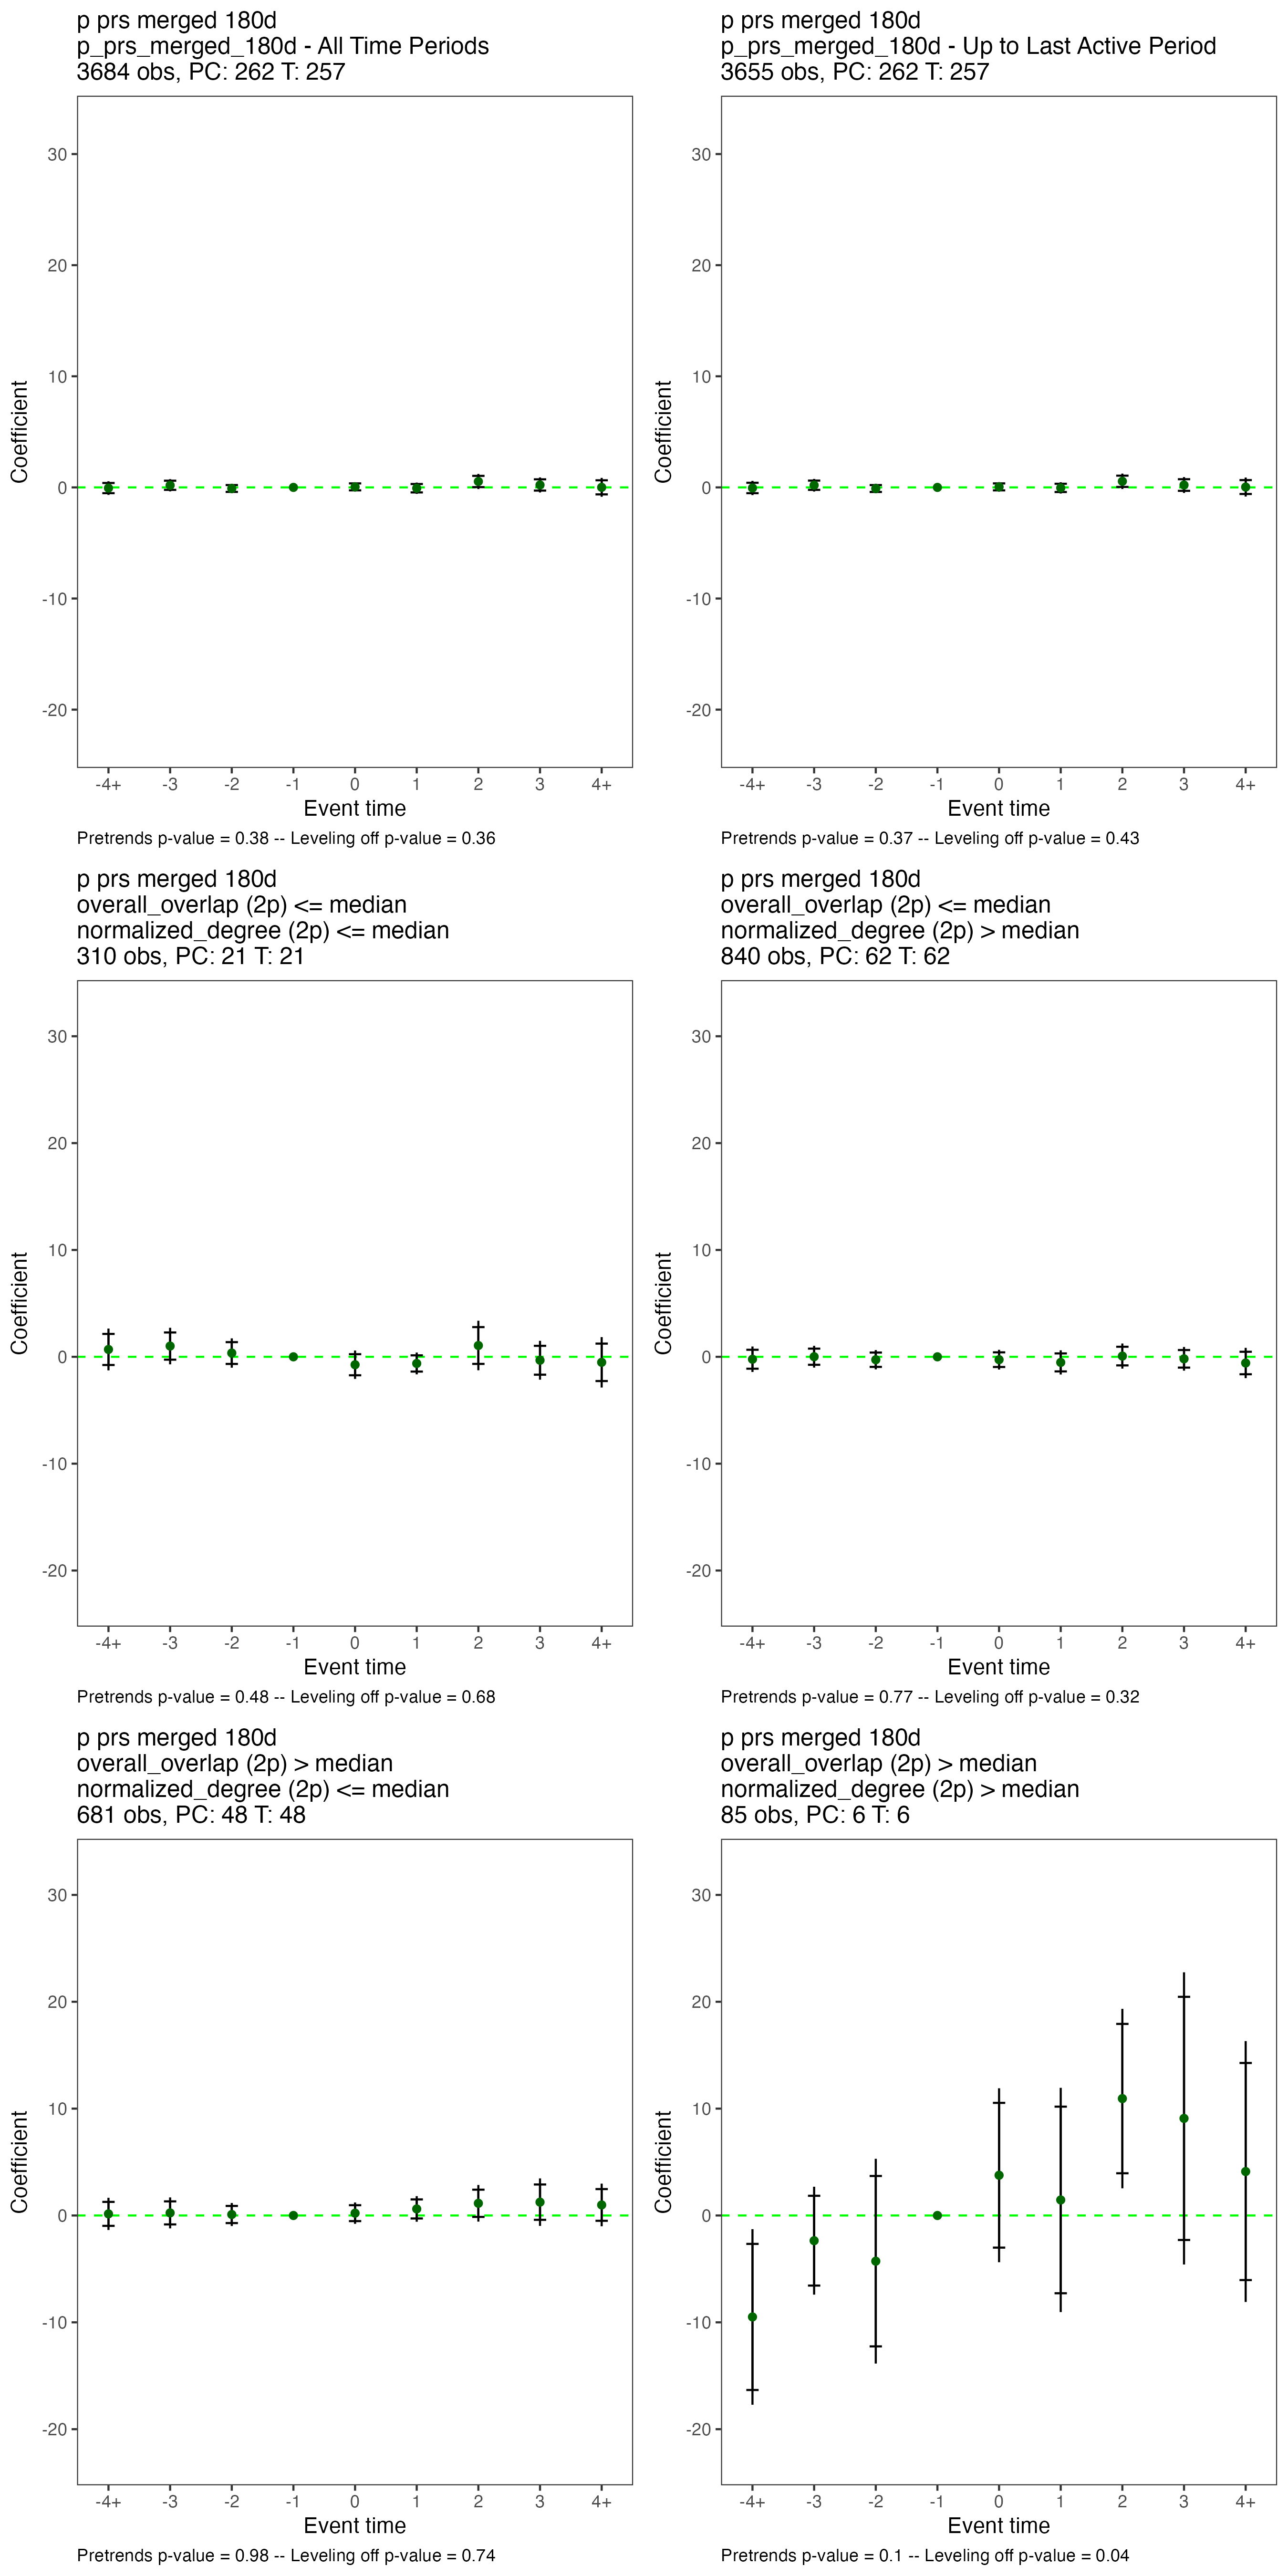 p prs merged 180d
p_prs_merged_180d - All Time Periods
3684 obs, PC: 262 T: 257
30
20
10
0
-10
-20
Coefficient
-4+ -3 -2 -1 0 1 2 3 4+
Event time
Pretrends p-value = 0.38 -- Leveling off p-value = 0.36
p prs merged 180d
p_prs_merged_180d - Up to Last Active Period
3655 obs, PC: 262 T: 257
30
20
10
0
-10
-20
Coefficient
-4+ -3 -2 -1 0 1 2 3 4+
Event time
Pretrends p-value = 0.37 -- Leveling off p-value = 0.43
p prs merged 180d
overall_overlap (2p) <= median
normalized_degree (2p) <= median
310 obs, PC: 21 T: 21
30
20
10
0
-10
-20
Coefficient
-4+ -3 -2 -1 0 1 2 3 4+
Event time
Pretrends p-value = 0.48 -- Leveling off p-value = 0.68
p prs merged 180d
overall_overlap (2p) <= median
normalized_degree (2p) > median
840 obs, PC: 62 T: 62
30
20
10
0
-10
-20
Coefficient
-4+ -3 -2 -1 0 1 2 3 4+
Event time
Pretrends p-value = 0.77 -- Leveling off p-value = 0.32
p prs merged 180d
overall_overlap (2p) > median
normalized_degree (2p) <= median
681 obs, PC: 48 T: 48
30
20
10
0
-10
-20
Coefficient
-4+ -3 -2 -1 0 1 2 3 4+
Event time
Pretrends p-value = 0.98 -- Leveling off p-value = 0.74
p prs merged 180d
overall_overlap (2p) > median
normalized_degree (2p) > median
85 obs, PC: 6 T: 6
30
20
10
0
-10
-20
Coefficient
-4+ -3 -2 -1 0 1 2 3 4+
Event time
Pretrends p-value = 0.1 -- Leveling off p-value = 0.04